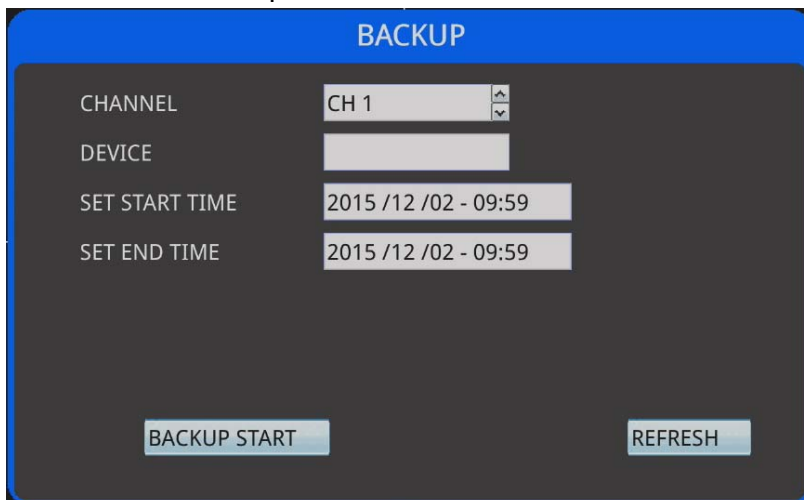 BACKUP
CHANNEL CH 1
DEVICE
SET START TIME 2015 /12 /02 - 09:59
SET END TIME 2015 /12 /02 - 09:59
BACKUP START REFRESH